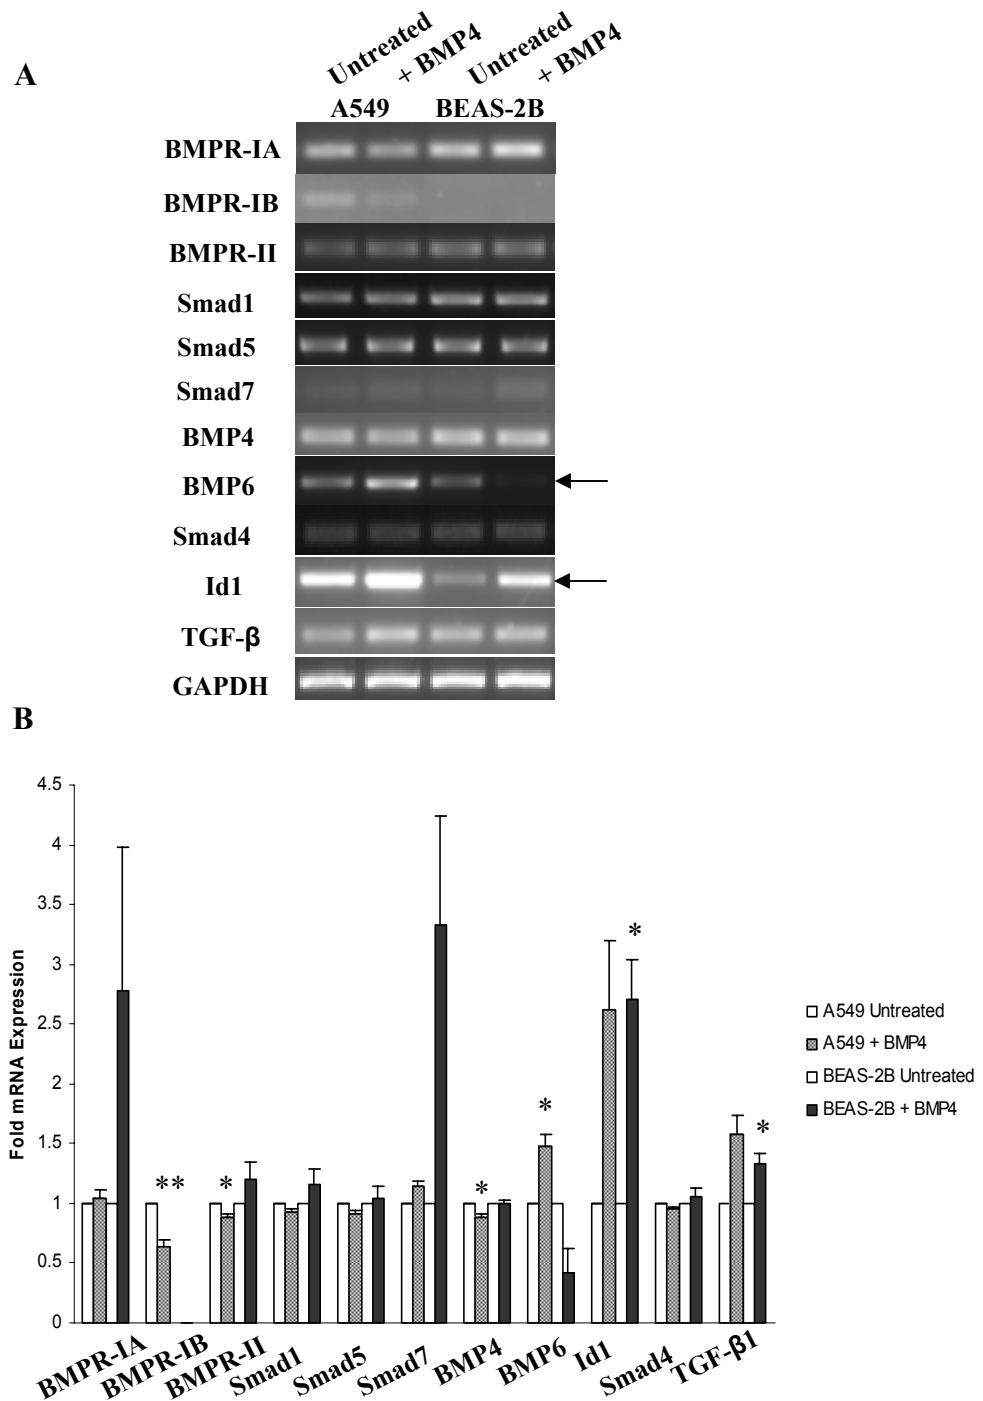 A
Untreated
+ BMP4
Untreated
+ BMP4
A549
BEAS-2B
BMPR-IA
BMPR-IB
BMPR-II
Smad1
Smad5
Smad7
BMP4
BMP6
Smad4
Id1
TGF-β
GAPDH
B
Fold mRNA Expression
4.5
4
3.5
3
2.5
2
1.5
1
0.5
0
**
*
*
*
*
*
BMPR-IA
BMPR-IB
BMPR-II
Smad1
Smad5
Smad7
BMP4
BMP6
Id1
Smad4
TGF-β1
A549 Untreated
A549 + BMP4
BEAS-2B Untreated
BEAS-2B + BMP4